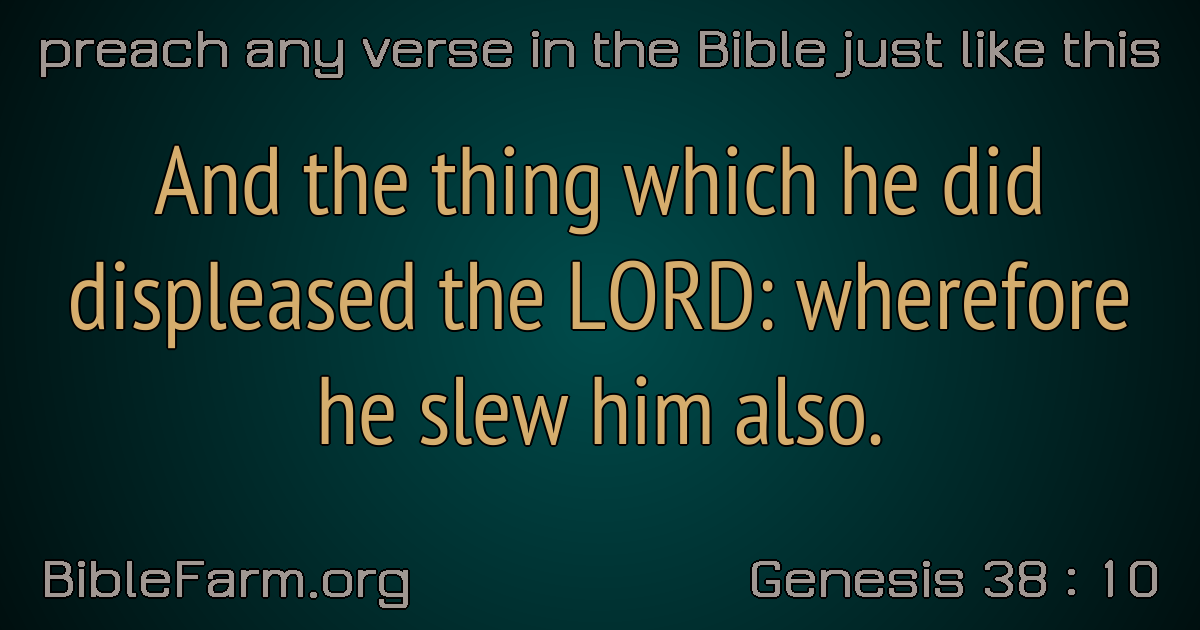 preach any verse in the Bible just like this
And the thing which he did
displeased the LORD: wherefore
he slew him also.
BibleFarm.org
Genesis 38 : 10